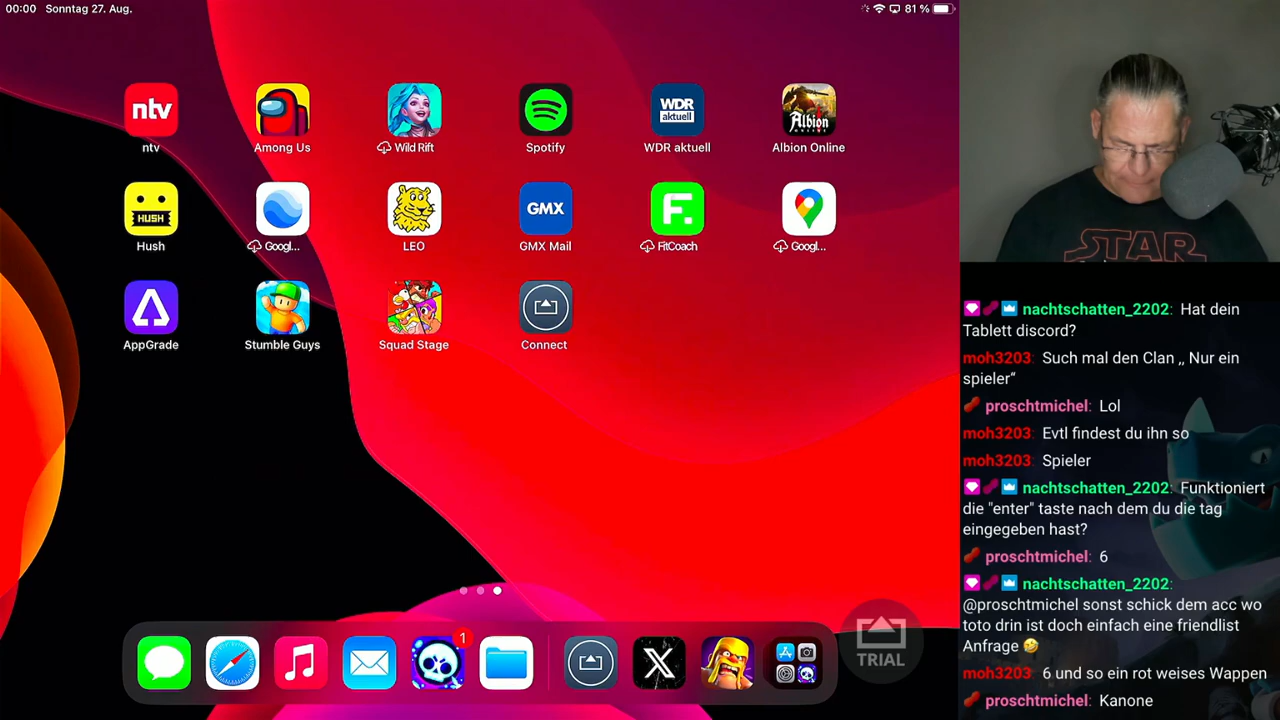 00:00 Sonntag 27. Aug.
81 %
ntv
ntv
Among Us
Wild Rift
Spotify
WDR
aktuell
WDR aktuell
Albion
ONLINE
Albion Online
HUSH
Hush
Googl...
LEO
GMX
GMX Mail
F.
FitCoach
Googl...
AppGrade
Stumble Guys
Squad Stage
Connect
1
TRIAL
STAR
nachtschatten_2202: Hat dein
Tablett discord?
moh3203: Such mal den Clan ,, Nur ein
spieler“
proschtmichel: Lol
moh3203: Evtl findest du ihn so
moh3203: Spieler
nachtschatten_2202: Funktioniert
die "enter" taste nach dem du die tag
eingegeben hast?
proschtmichel: 6
nachtschatten_2202:
@proschtmichel sonst schick dem acc wo
toto drin ist doch einfach eine friendlist
Anfrage 🤣
moh3203: 6 und so ein rot weises Wappen
proschtmichel: Kanone